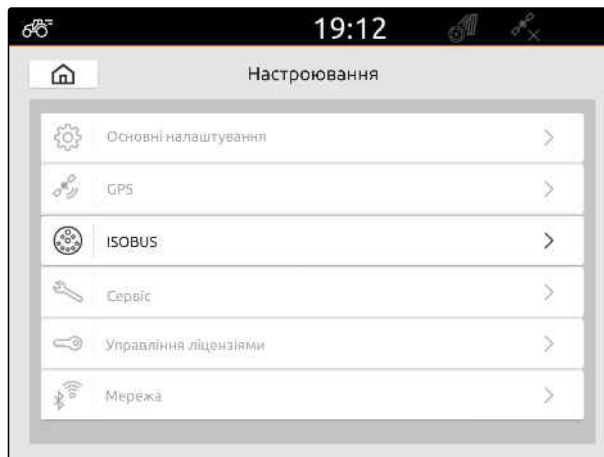 19:12
Настроювання
Основні налаштування
GPS
ISOBUS
Сервіс
Управління ліцензіями
Мережа